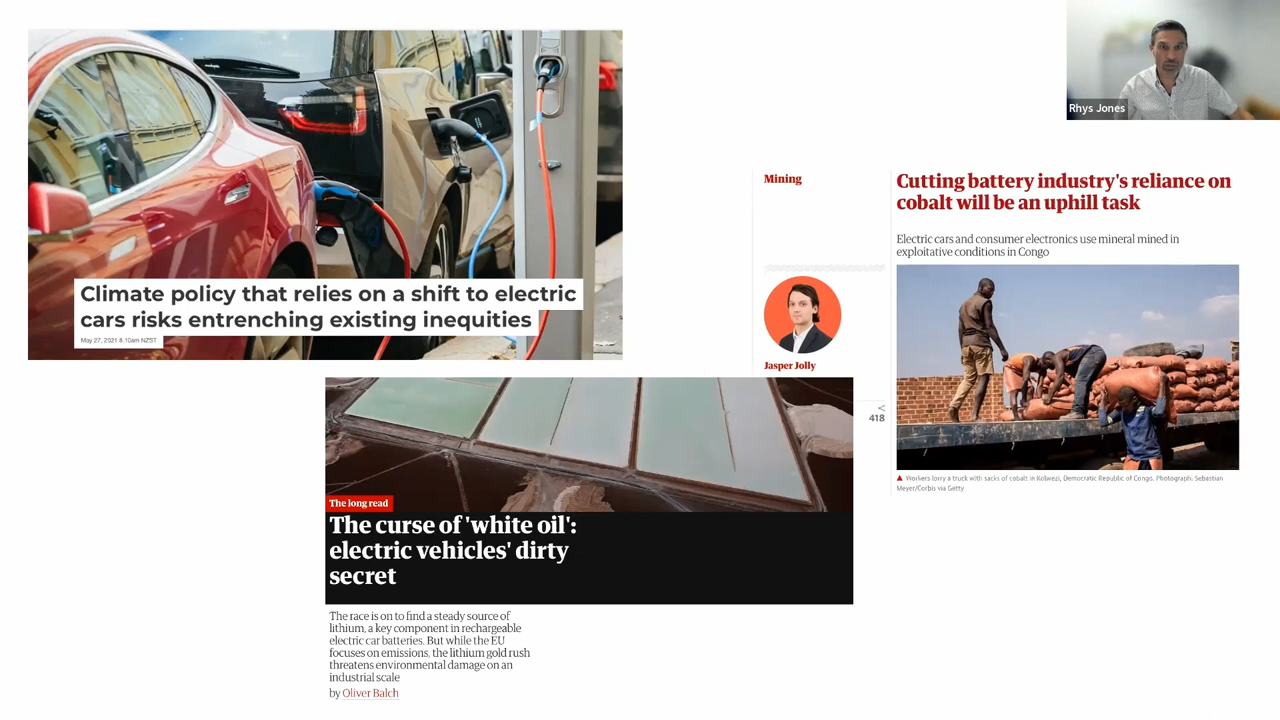 Rhys Jones
Climate policy that relies on a shift to electric
cars risks entrenching existing inequities
May 27, 2021 8.10am NZST
Mining
Jasper Jolly
418
Cutting battery industry's reliance on
cobalt will be an uphill task
Electric cars and consumer electronics use mineral mined in
exploitative conditions in Congo
Workers lorry a truck with sacks of cobalt in Kolwezi, Democratic Republic of Congo. Photograph: Sebastian
Meyer/Corbis via Getty
The long read
The curse of 'white oil':
electric vehicles' dirty
secret
The race is on to find a steady source of
lithium, a key component in rechargeable
electric car batteries. But while the EU
focuses on emissions, the lithium gold rush
threatens environmental damage on an
industrial scale
by Oliver Balch